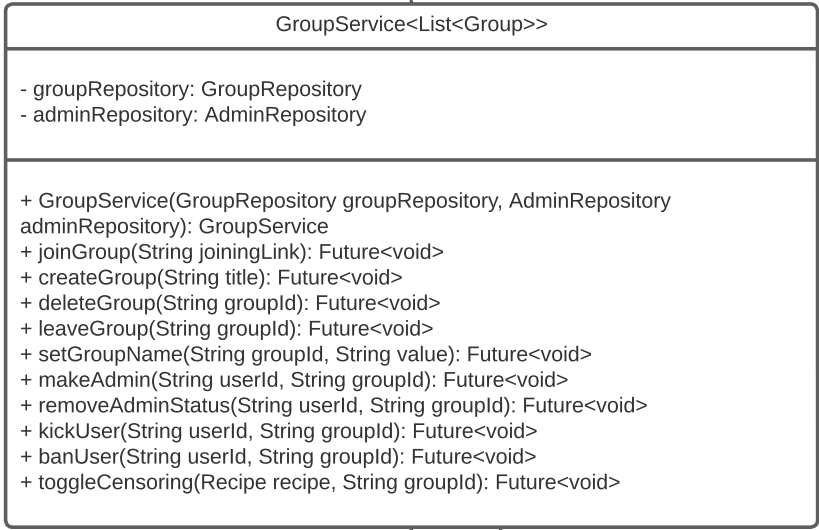 GroupService<List<Group>>
- groupRepository: GroupRepository
- adminRepository: AdminRepository
+ GroupService(GroupRepository groupRepository, AdminRepository
adminRepository): GroupService
+ joinGroup(String joiningLink): Future<void>
+ createGroup(String title): Future<void>
+ deleteGroup(String groupId): Future<void>
+ leaveGroup(String groupId): Future<void>
+ setGroupName(String groupId, String value): Future<void>
+ makeAdmin(String userId, String groupId): Future<void>
+ removeAdminStatus(String userId, String groupId): Future<void>
+ kickUser(String userId, String groupId): Future<void>
+ banUser(String userId, String groupId): Future<void>
+ toggleCensoring(Recipe recipe, String groupId): Future<void>